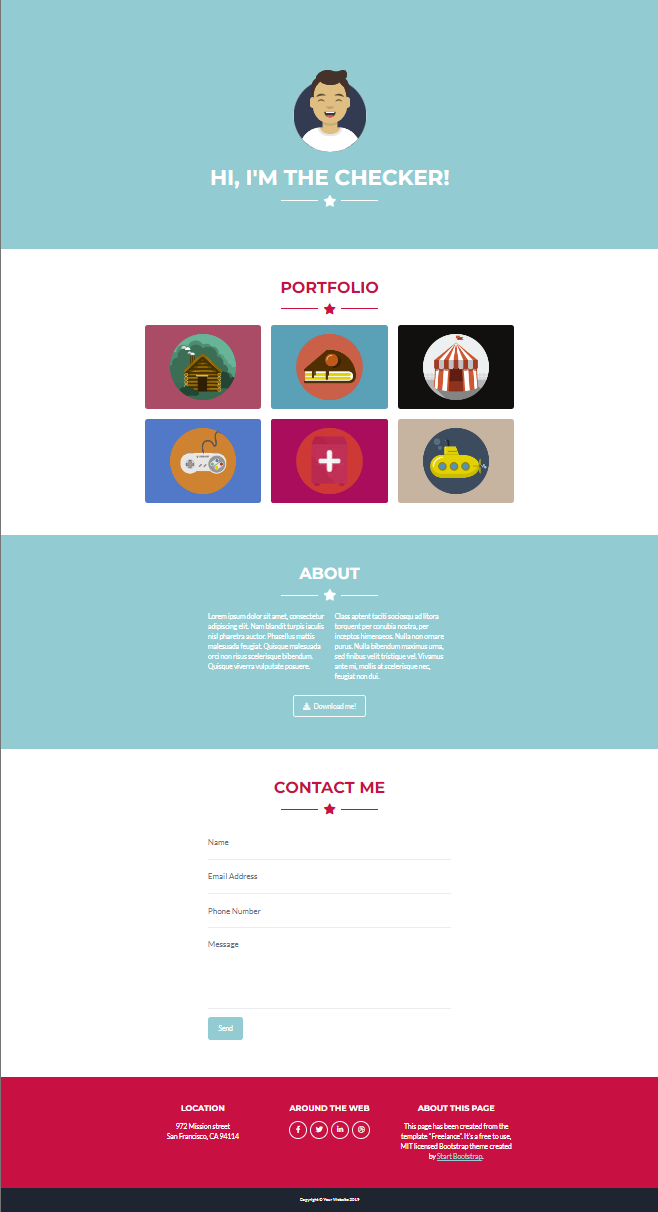 HI, I'M THE CHECKER!
PORTFOLIO
ABOUT
Lorem ipsum dolor sit amet, consectetur
adipiscing elit. Nam blandit turpis iaculis
nisl pharetra auctor. Phasellus mattis
malesuada feugiat. Quisque malesuada
orci non risus scelerisque bibendum.
Quisque viverra vulputate posuere.
Class aptent taciti sociosqu ad litora
torquent per conubia nostra, per
inceptos himenaeos. Nulla non ornare
purus. Nulla bibendum maximus urna,
sed finibus velit tristique vel. Vivamus
ante mi, mollis at scelerisque nec,
feugiat non dui.
Download me!
CONTACT ME
Name
Email Address
Phone Number
Message
Send
LOCATION
972 Mission street
San Francisco, CA 94114
AROUND THE WEB
ABOUT THIS PAGE
This page has been created from the
template "Freelance". It's a free to use,
MIT licensed Bootstrap theme created
by Start Bootstrap.
Copyright © Your Website 2019